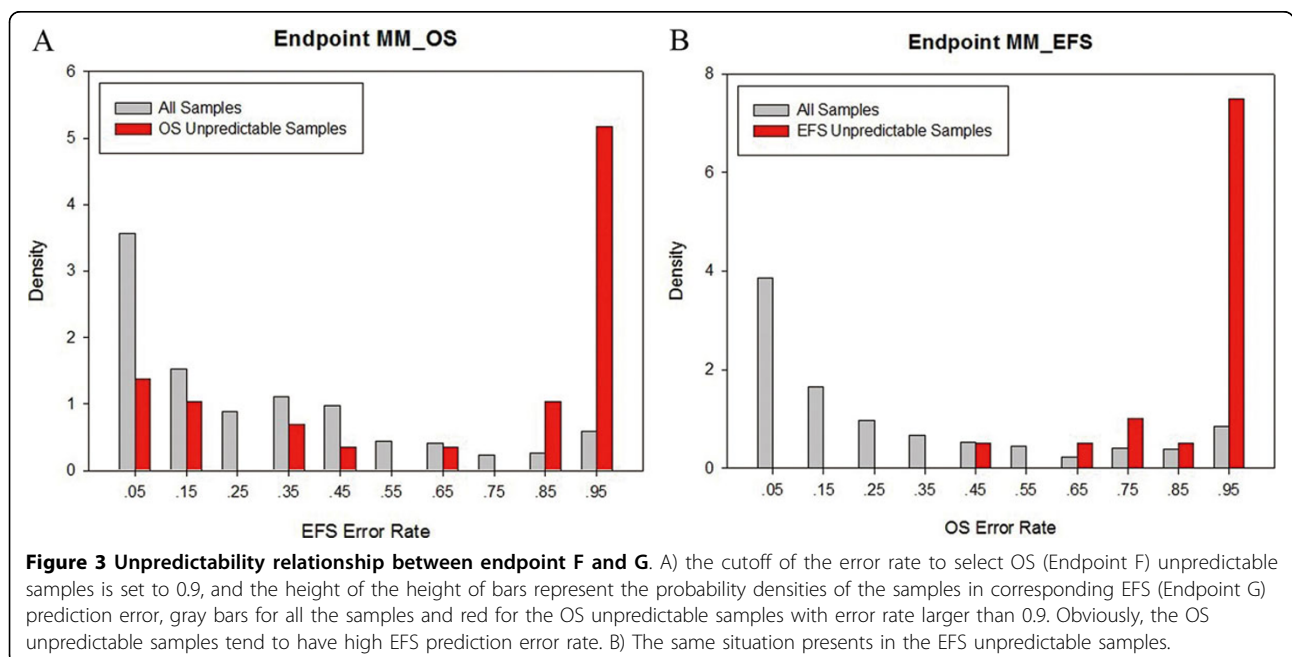 A
Endpoint MM_OS
6
5
4
3
2
1
0
Density
All Samples
OS Unpredictable Samples
.05 .15 .25 .35 .45 .55 .65 .75 .85 .95
EFS Error Rate
B
Endpoint MM_EFS
8
6
4
2
0
Density
All Samples
EFS Unpredictable Samples
.05 .15 .25 .35 .45 .55 .65 .75 .85 .95
OS Error Rate
Figure 3 Unpredictability relationship between endpoint F and G. A) the cutoff of the error rate to select OS (Endpoint F) unpredictable
samples is set to 0.9, and the height of the height of bars represent the probability densities of the samples in corresponding EFS (Endpoint G)
prediction error, gray bars for all the samples and red for the OS unpredictable samples with error rate larger than 0.9. Obviously, the OS
unpredictable samples tend to have high EFS prediction error rate. B) The same situation presents in the EFS unpredictable samples.